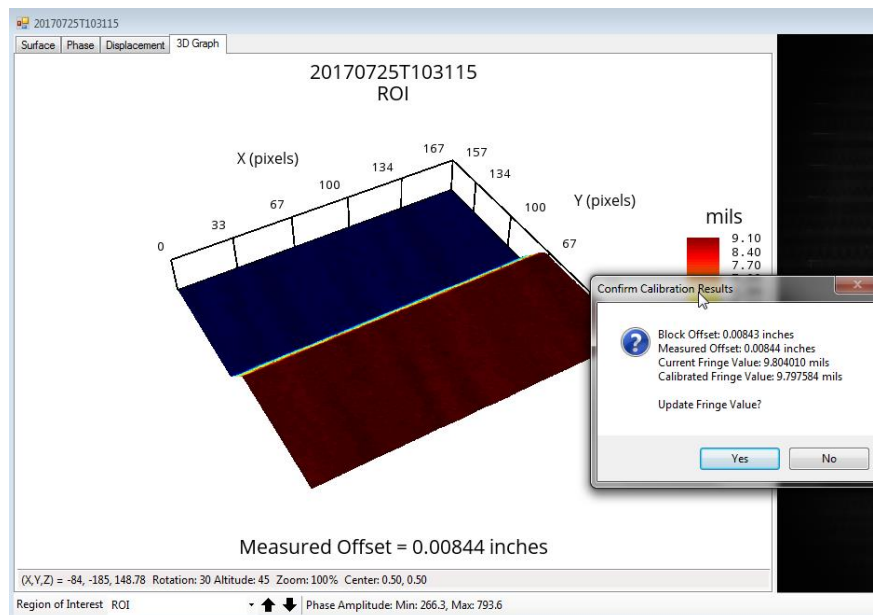 20170725T103115
Surface Phase Displacement 3D Graph
20170725T103115
ROI
X (pixels)
0 33 67 100 134 167
157 134 100 67
Y (pixels)
mils
9.10
8.40
7.70
Confirm Calibration Results
Block Offset: 0.00843 inches
Measured Offset: 0.00844 inches
Current Fringe Value: 9.804010 mils
Calibrated Fringe Value: 9.797584 mils
Update Fringe Value?
Yes No
Measured Offset = 0.00844 inches
(X,Y,Z) = -84, -185, 148.78 Rotation: 30 Altitude: 45 Zoom: 100% Center: 0.50, 0.50
Region of Interest ROI Phase Amplitude: Min: 266.3, Max: 793.6